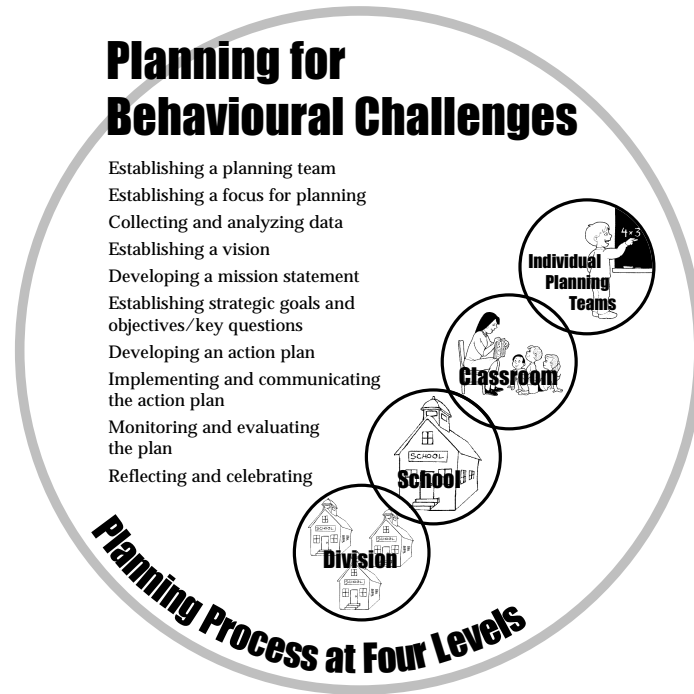 Planning for
Behavioural Challenges
Establishing a planning team
Establishing a focus for planning
Collecting and analyzing data
Establishing a vision
Developing a mission statement
Establishing strategic goals and
objectives/key questions
Developing an action plan
Implementing and communicating
the action plan
Monitoring and evaluating
the plan
Reflecting and celebrating
4×3
Individual
Planning
Teams
Classroom
SCHOOL
School
SCHOOL
SCHOOL
Division
SCHOOL
Planning Process at Four Levels